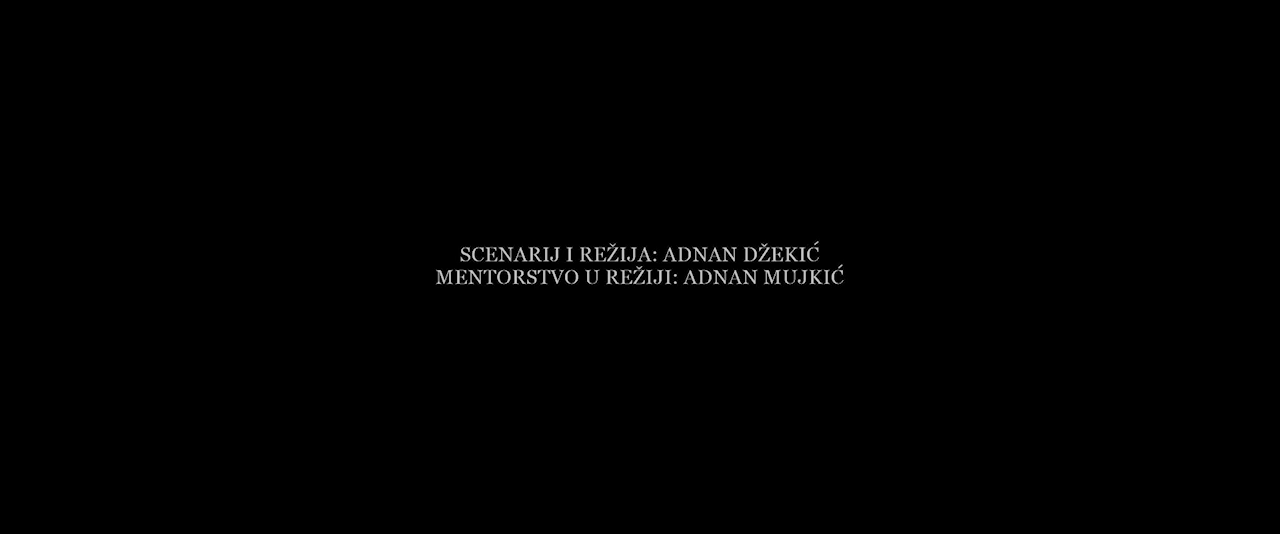 SCENARIJ I REŽIJA: ADNAN DŽEKIĆ
MENTORSTVO U REŽIJI: ADNAN MUJKIĆ